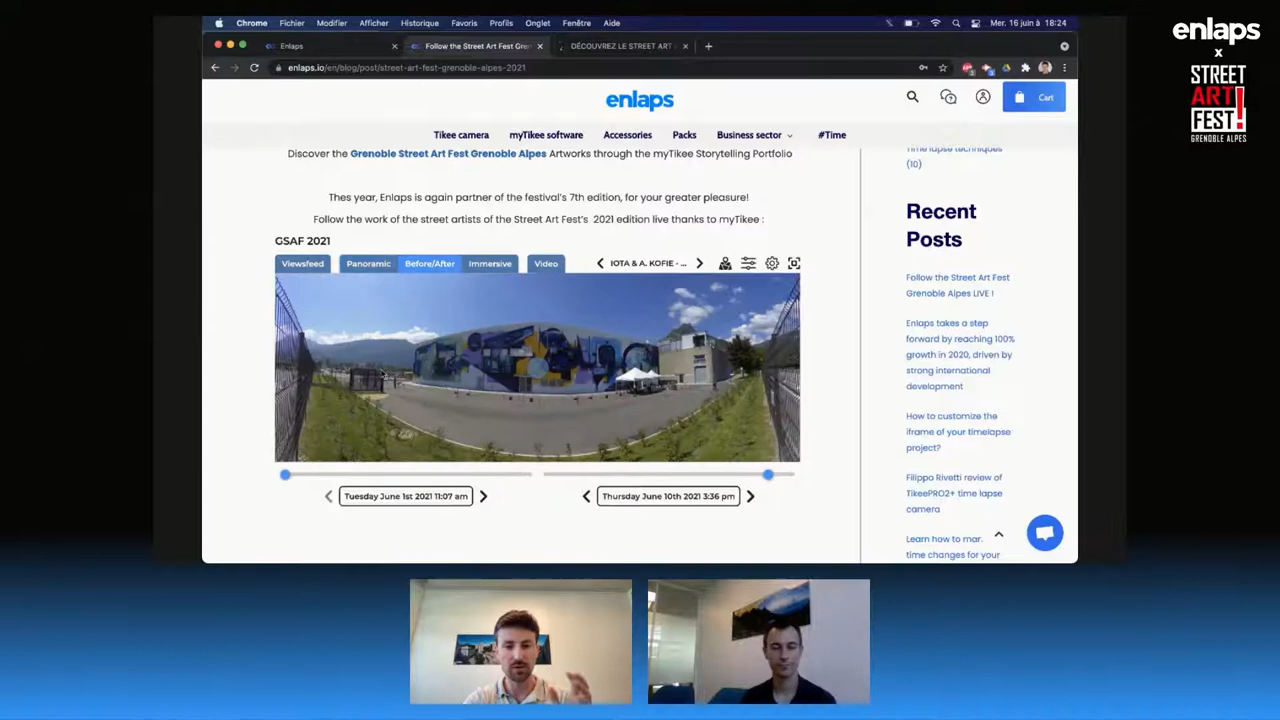 Chrome Fichier Modifier Afficher Historique Favoris Profils Onglet Fenêtre Aide Mer. 16 juin à 18:24
Enlaps Follow the Street Art Fest Gren DÉCOUVREZ LE STREET ART
enlaps.io/en/blog/post/street-art-fest-grenoble-alpes-2021
enlaps
x
STREET
ART
FEST!
GRENOBLE ALPES
enlaps
Cart
Tikee camera myTikee software Accessories Packs Business sector #Time
Discover the Grenoble Street Art Fest Grenoble Alpes Artworks through the myTikee Storytelling Portfolio
Thes year, Enlaps is again partner of the festival's 7th edition, for your greater pleasure!
Follow the work of the street artists of the Street Art Fest's 2021 edition live thanks to myTikee :
GSAF 2021
Viewsfeed Panoramic Before/After Immersive Video IOTA & A. KOFIE - ...
Tuesday June 1st 2021 11:07 am Thursday June 10th 2021 3:36 pm
Time lapse techniques
(10)
Recent
Posts
Follow the Street Art Fest
Grenoble Alpes LIVE !
Enlaps takes a step
forward by reaching 100%
growth in 2020, driven by
strong international
development
How to customize the
iframe of your timelapse
project?
Filippo Rivetti review of
TikeePRO2+ time lapse
camera
Learn how to mar.
time changes for your